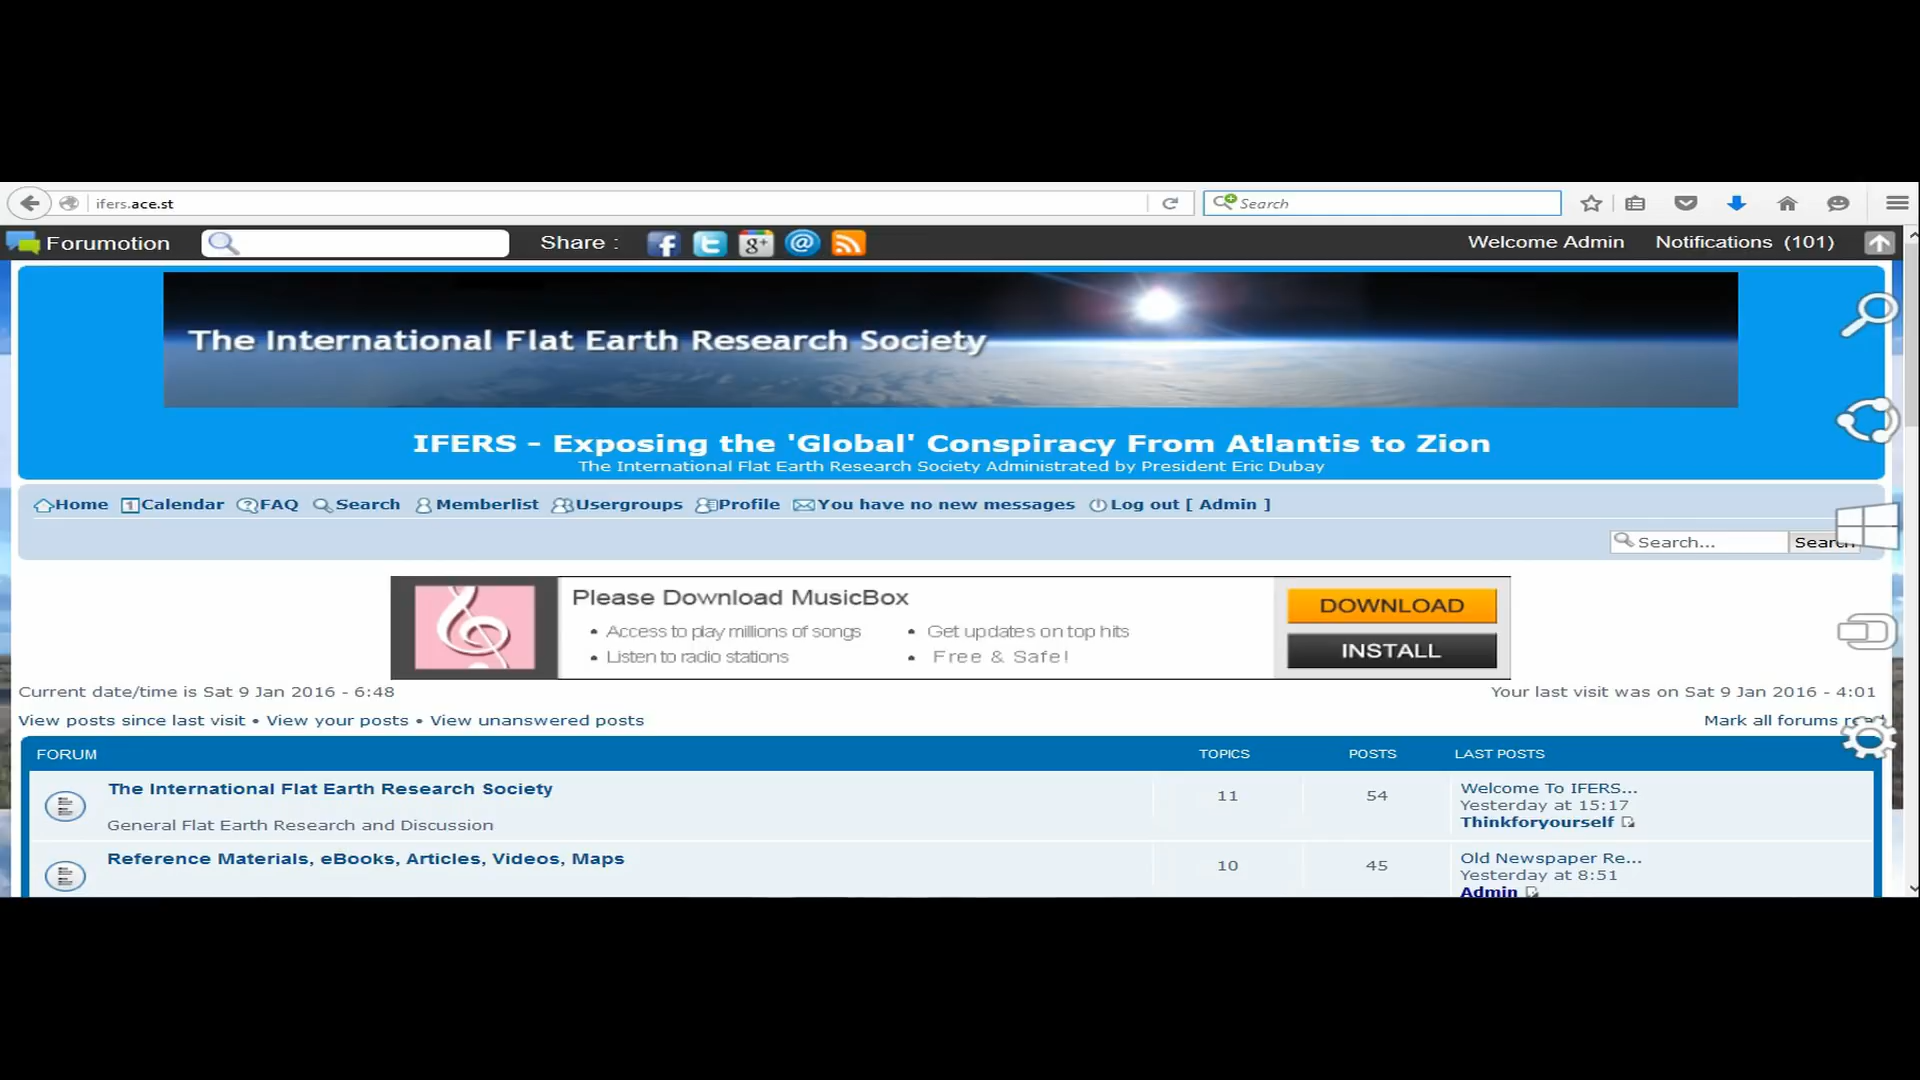 ifers.ace.st
Search
Forumotion
Share :
Welcome Admin
Notifications (101)
The International Flat Earth Research Society
IFERS - Exposing the 'Global' Conspiracy From Atlantis to Zion
The International Flat Earth Research Society Administrated by President Eric Dubay
Home Calendar FAQ Search Memberlist Usergroups Profile You have no new messages Log out [ Admin ]
Search... Search
Please Download MusicBox
• Access to play millions of songs • Get updates on top hits
• Listen to radio stations • Free & Safe!
DOWNLOAD
INSTALL
Current date/time is Sat 9 Jan 2016 - 6:48
Your last visit was on Sat 9 Jan 2016 - 4:01
View posts since last visit • View your posts • View unanswered posts
Mark all forums read
FORUM TOPICS POSTS LAST POSTS
The International Flat Earth Research Society
General Flat Earth Research and Discussion
11 54
Welcome To IFERS...
Yesterday at 15:17
Thinkforyourself
Reference Materials, eBooks, Articles, Videos, Maps
10 45
Old Newspaper Re...
Yesterday at 8:51
Admin